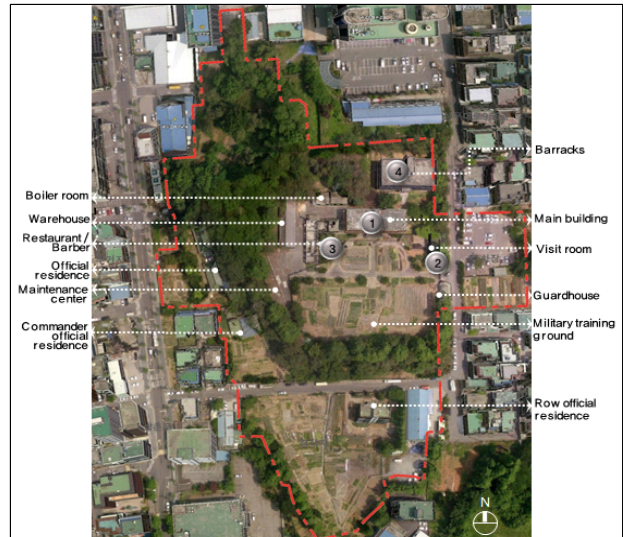 Barracks
4
Boiler room
Warehouse
Restaurant /
Barber
Official
residence
Maintenance
center
Commander
official
residence
1
3
2
Main building
Visit room
Guardhouse
Military training
ground
Row official
residence
N